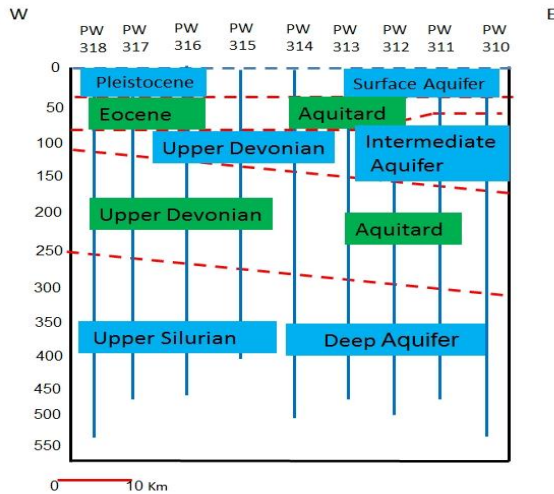 W E
PW PW PW PW PW PW PW PW PW
318 317 316 315 314 313 312 311 310
0
Pleistocene Surface Aquifer
50
Eocene Aquitard
100
Upper Devonian Intermediate
Aquifer
150
200
Upper Devonian Aquitard
250
300
350
Upper Silurian Deep Aquifer
400
450
500
550
0 10 Km